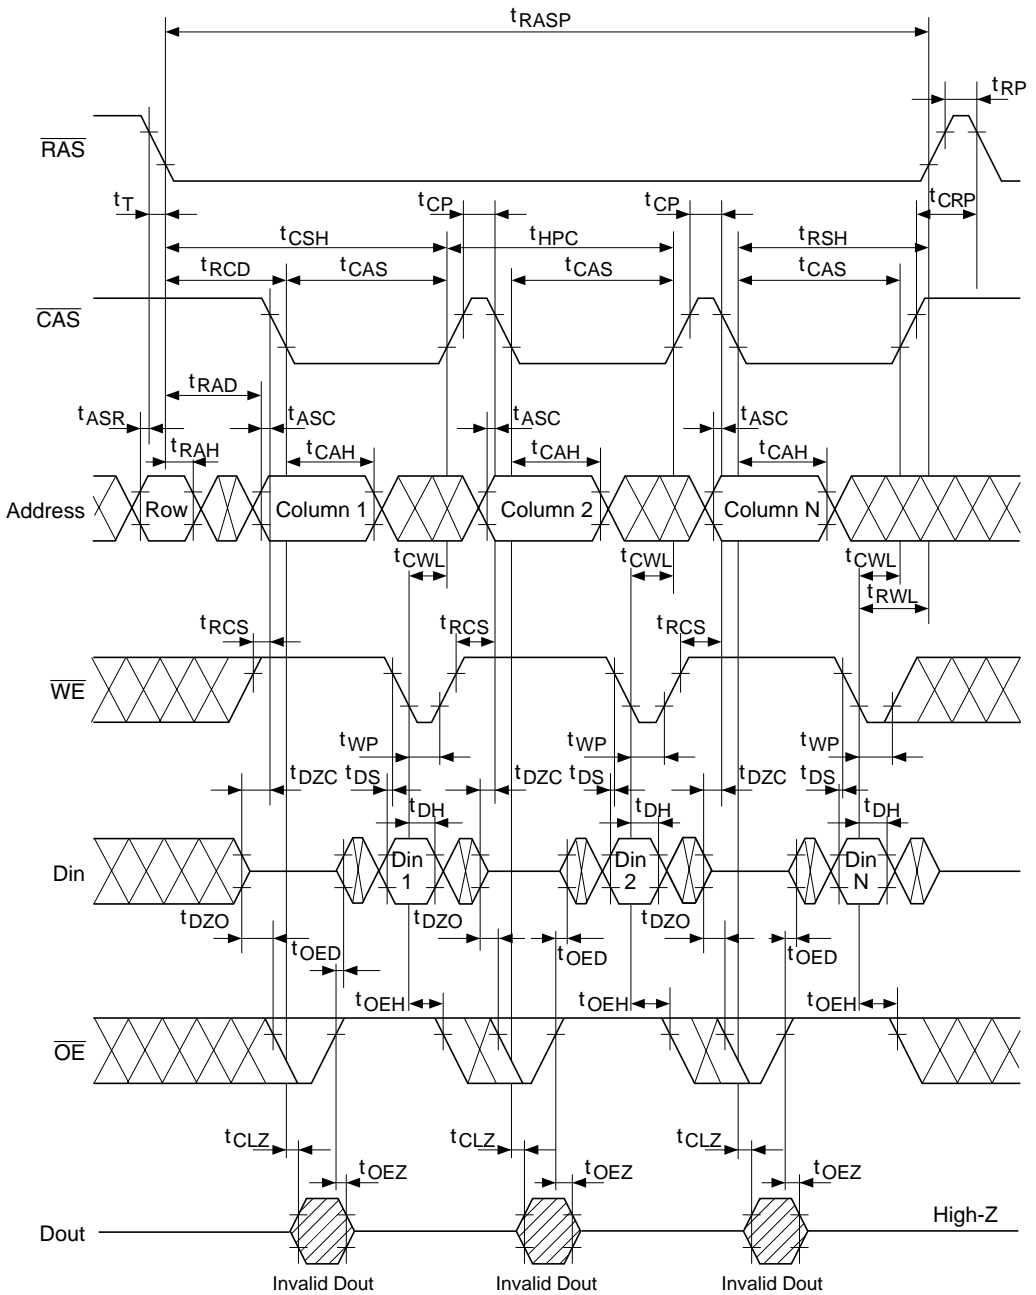 tRASP
tRP
RAS
tT tCP tCP tCRP
tCSH tHPC tRSH
tRCD tCAS tCAS tCAS
CAS
tRAD
tASR tASC tASC tASC
tRAH tCAH tCAH tCAH
Address Row Column 1 Column 2 Column N
tCWL tCWL tCWL
tRWL
tRCS tRCS tRCS
WE
tWP tWP tWP
tDZC tDS tDZC tDS tDZC tDS
tDH tDH tDH
Din Din 1 Din 2 Din N
tDZO tDZO tDZO
tOED tOED tOED
tOEH tOEH tOEH
OE
tCLZ tCLZ tCLZ
tOEZ tOEZ tOEZ
High-Z
Dout
Invalid Dout Invalid Dout Invalid Dout